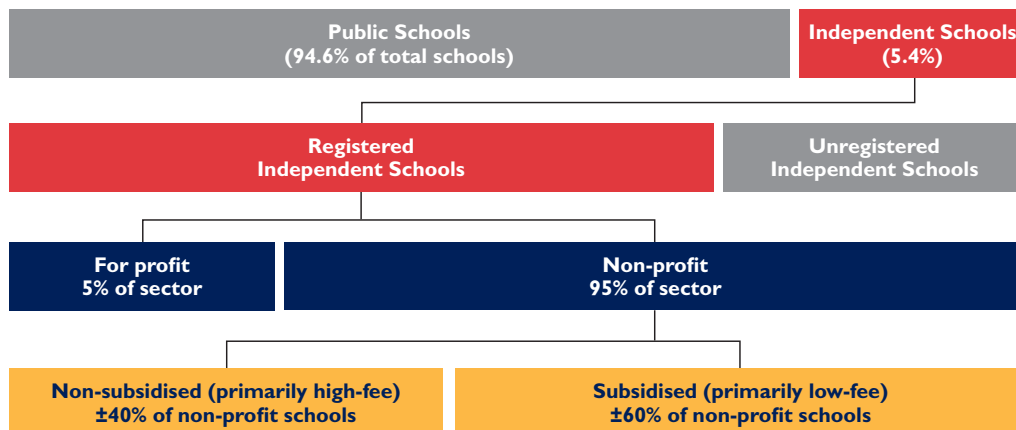 Public Schools
(94.6% of total schools)
Independent Schools
(5.4%)
Registered
Independent Schools
Unregistered
Independent Schools
For profit
5% of sector
Non-profit
95% of sector
Non-subsidised (primarily high-fee)
±40% of non-profit schools
Subsidised (primarily low-fee)
±60% of non-profit schools